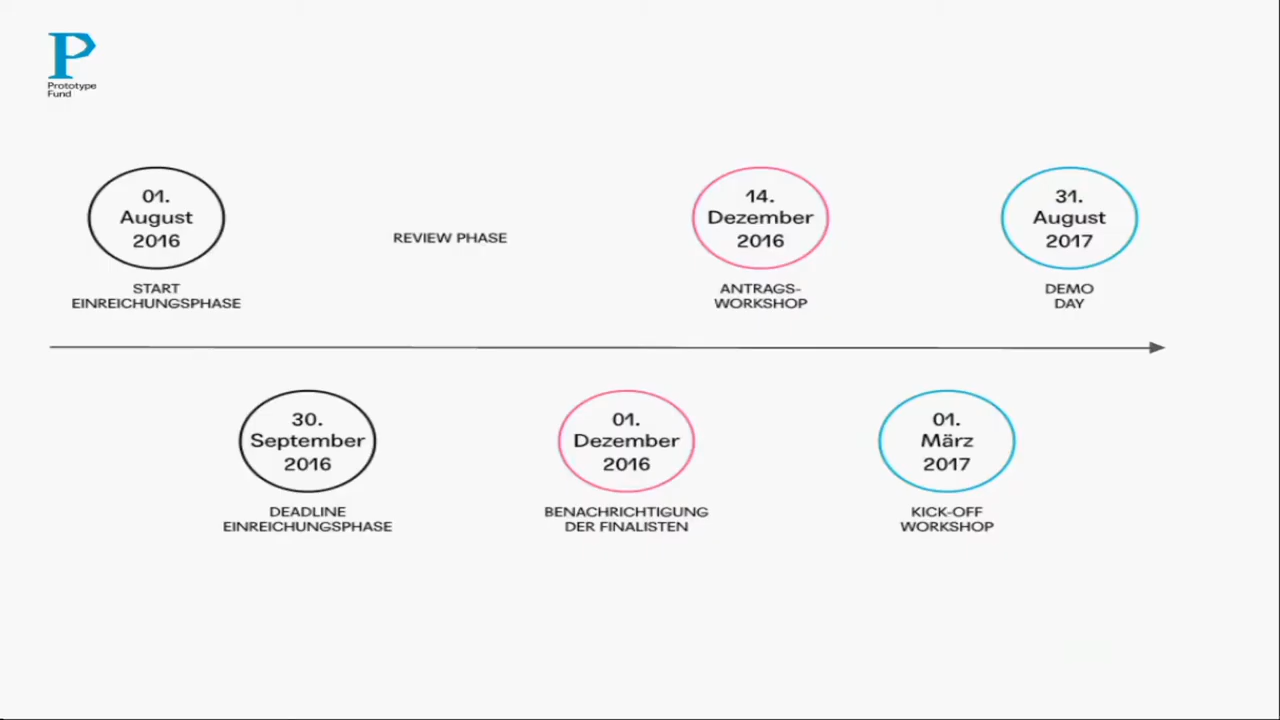 P
Prototype
Fund
01.
August
2016
START
EINREICHUNGSPHASE
REVIEW PHASE
14.
Dezember
2016
ANTRAGS-
WORKSHOP
31.
August
2017
DEMO
DAY
30.
September
2016
DEADLINE
EINREICHUNGSPHASE
01.
Dezember
2016
BENACHRICHTIGUNG
DER FINALISTEN
01.
März
2017
KICK-OFF
WORKSHOP